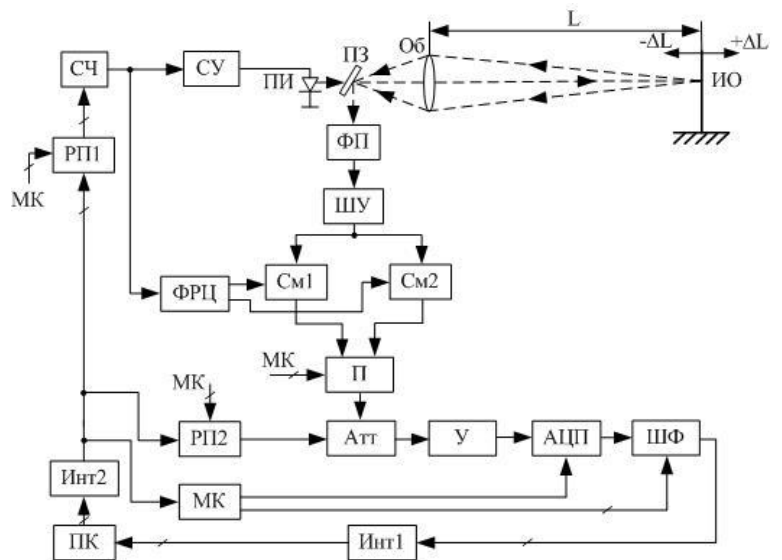 L
-ΔL
+ΔL
Об
ПЗ
СЧ
СУ
ПИ
ИО
ФП
РП1
МК
ШУ
См1
См2
ФРЦ
МК
П
МК
РП2
Атт
У
АЦП
ШФ
Инт2
МК
ПК
Инт1